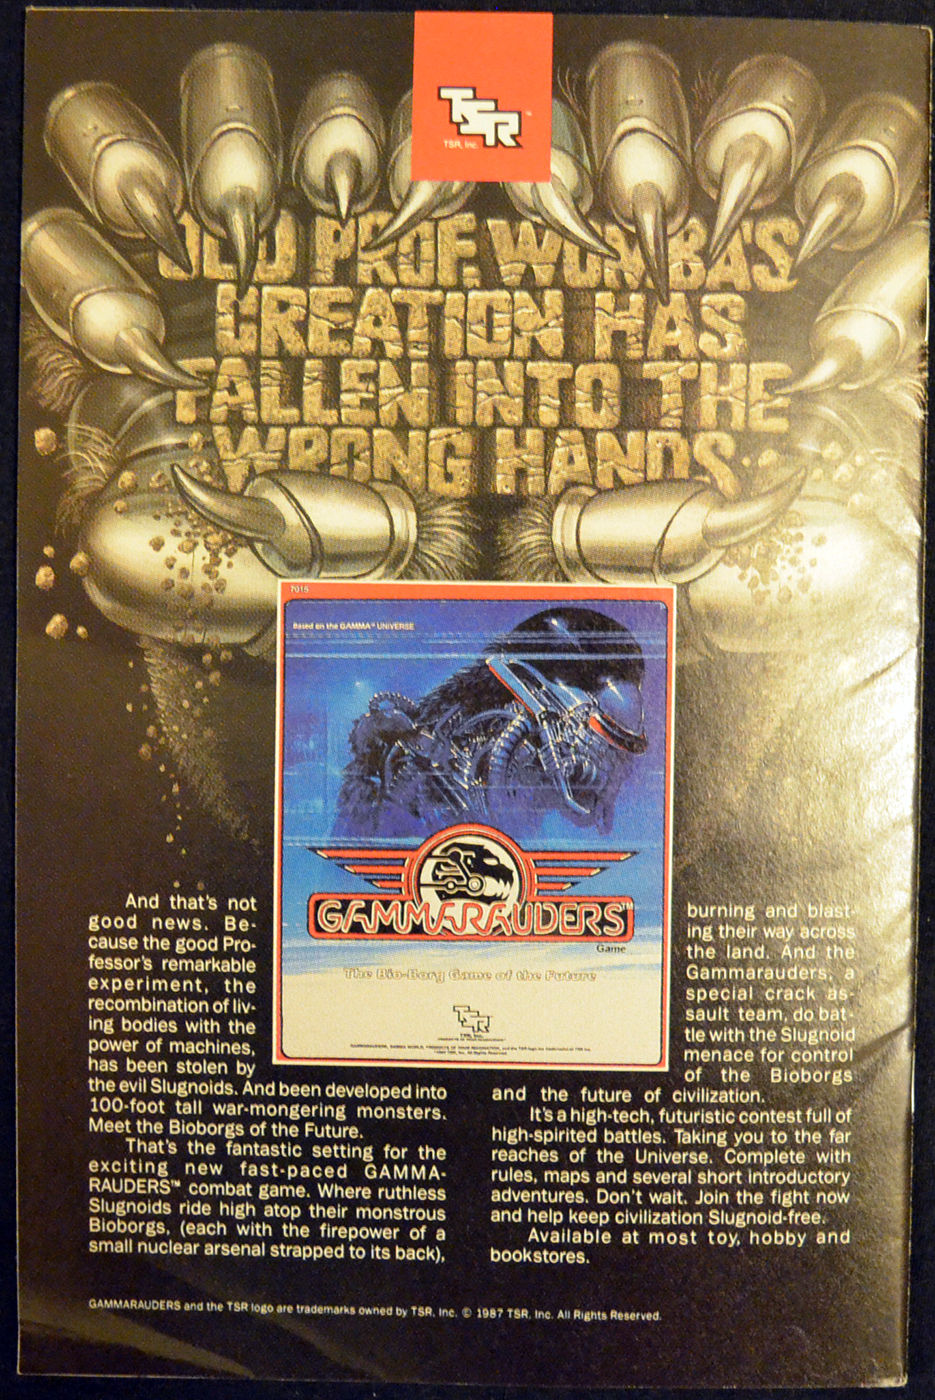 TSR
™
TSR, Inc.
OLD PROF. WOMBA'S
CREATION HAS
FALLEN INTO THE
WRONG HANDS.
7015
Based on the GAMMA™ UNIVERSE
GAMMARAUDERS™
Game
The Bio-Borg Game of the Future
TSR
TSR, Inc.
PRODUCTS OF YOUR IMAGINATION™
And that's not
good news. Be-
cause the good Pro-
fessor's remarkable
experiment, the
recombination of liv-
ing bodies with the
power of machines,
has been stolen by
the evil Slugnoids. And been developed into
100-foot tall war-mongering monsters.
Meet the Bioborgs of the Future.
That's the fantastic setting for the
exciting new fast-paced GAMMA-
RAUDERS™ combat game. Where ruthless
Slugnoids ride high atop their monstrous
Bioborgs, (each with the firepower of a
small nuclear arsenal strapped to its back),
burning and blast-
ing their way across
the land. And the
Gammarauders, a
special crack as-
sault team, do bat-
tle with the Slugnoid
menace for control
of the Bioborgs
and the future of civilization.
It's a high-tech, futuristic contest full of
high-spirited battles. Taking you to the far
reaches of the Universe. Complete with
rules, maps and several short introductory
adventures. Don't wait. Join the fight now
and help keep civilization Slugnoid-free.
Available at most toy, hobby and
bookstores.
GAMMARAUDERS and the TSR logo are trademarks owned by TSR, Inc. © 1987 TSR, Inc. All Rights Reserved.